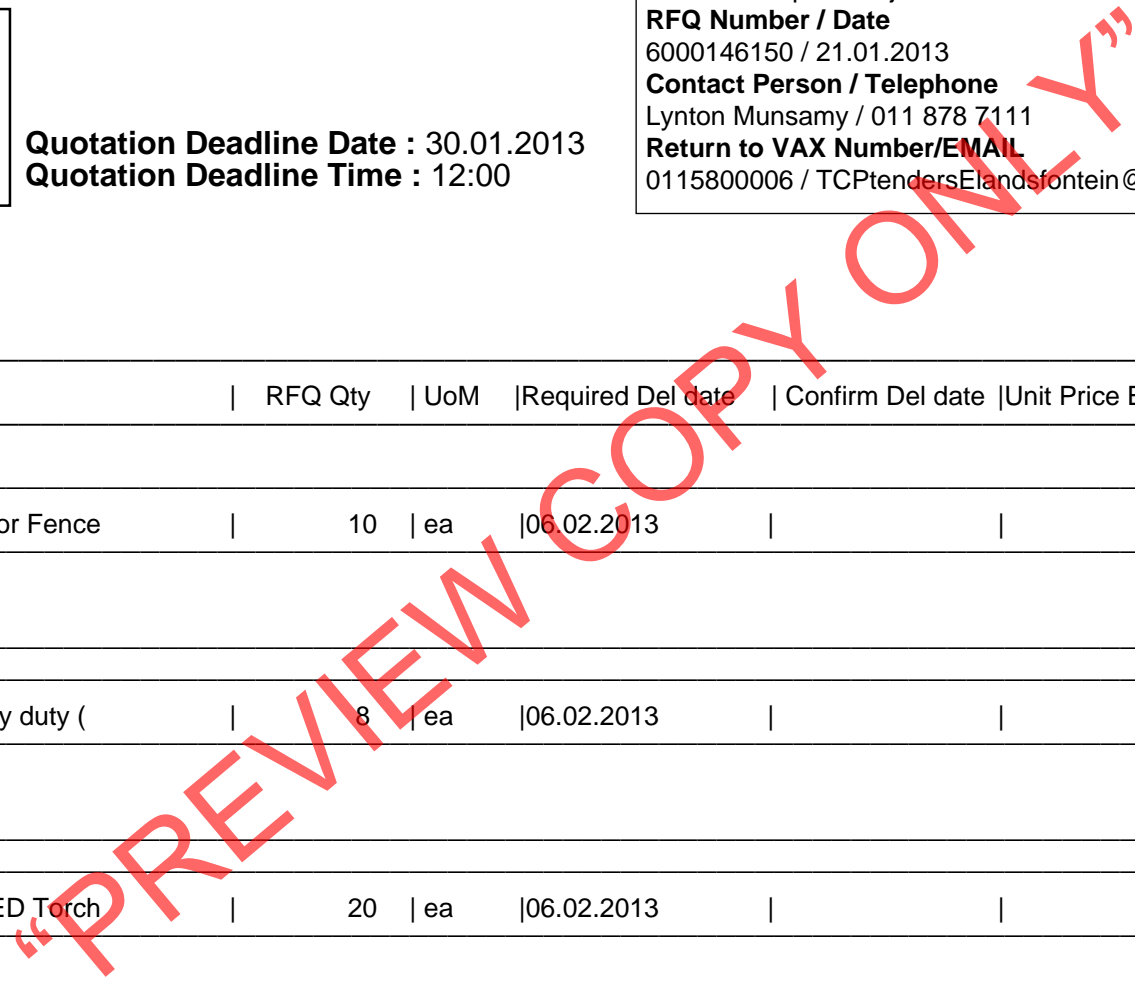 RFQ Number / Date
6000146150 / 21.01.2013
Contact Person / Telephone
Lynton Munsamy / 011 878 7111
Return to VAX Number/EMAIL
0115800006 / TCPtendersElandsfontein@
Quotation Deadline Date : 30.01.2013
Quotation Deadline Time : 12:00
| RFQ Qty | UoM |Required Del date | Confirm Del date |Unit Price E
or Fence | 10 | ea |06.02.2013 | |
y duty ( | 8 | ea |06.02.2013 | |
ED Torch | 20 | ea |06.02.2013 | |
“PREVIEW COPY ONLY”